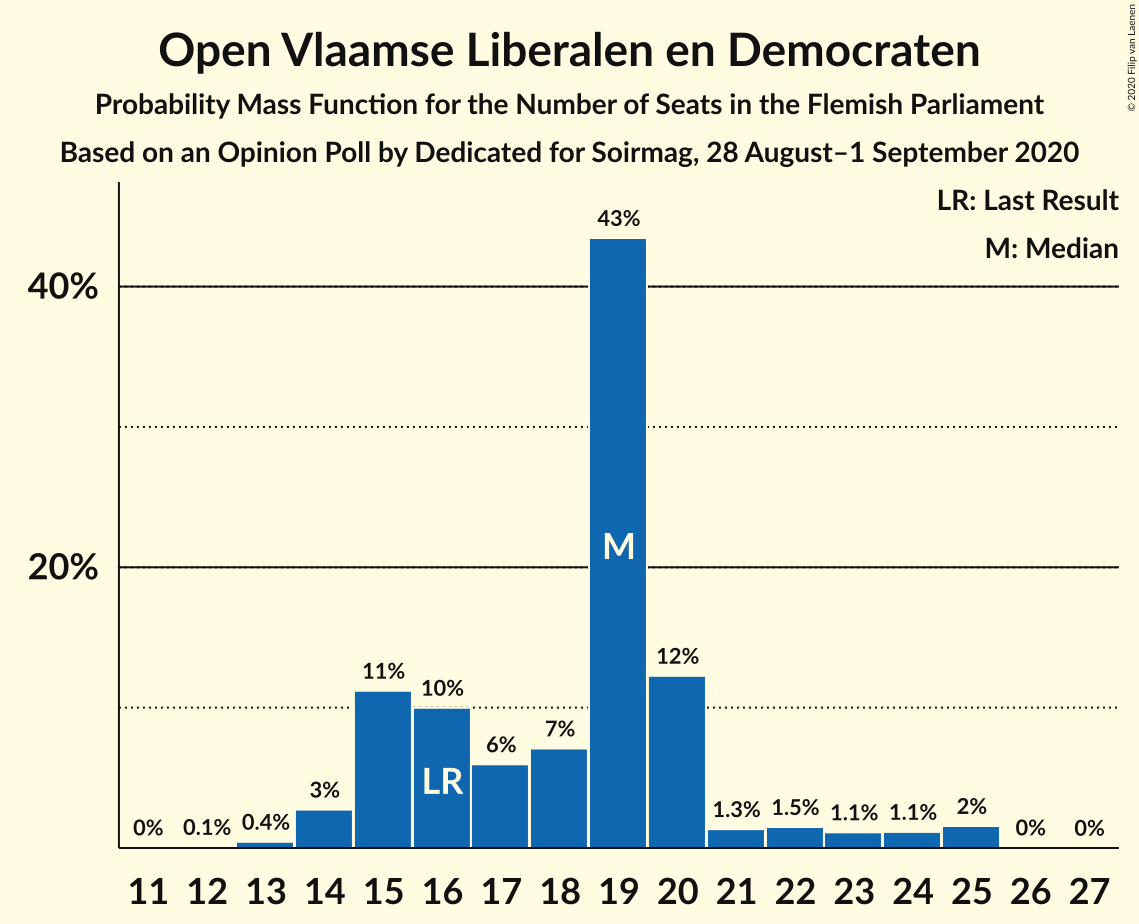 Open Vlaamse Liberalen en Democraten
Probability Mass Function for the Number of Seats in the Flemish Parliament
Based on an Opinion Poll by Dedicated for Soirmag, 28 August–1 September 2020
© 2020 Filip van Laenen
LR: Last Result
M: Median
40%
20%
0% 0.1% 0.4% 3% 11% 10% 6% 7% 43% 12% 1.3% 1.5% 1.1% 1.1% 2% 0% 0%
LR
M
11 12 13 14 15 16 17 18 19 20 21 22 23 24 25 26 27